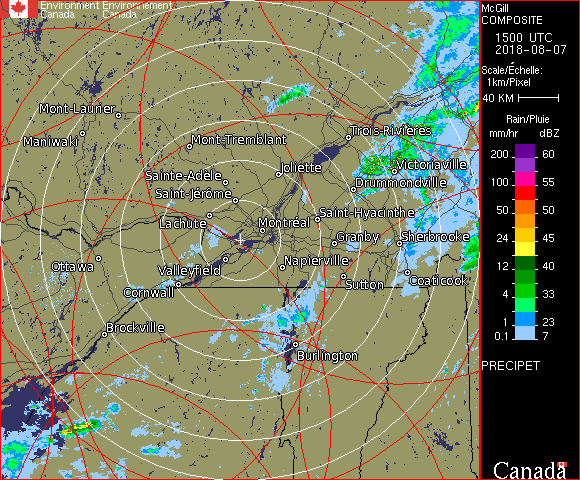 Environment Environnement
Canada Canada
McGill
COMPOSITE
1500 UTC
2018-08-07
Scale/Échelle:
1km/Pixel
40 KM
Rain/Pluie
mm/hr dBZ
200 60
100 55
50 50
24 45
12 40
4 33
1 23
0.1 7
PRECIPET
Canada
Mont-Laurier
Maniwaki
Mont-Tremblant
Trois-Rivières
Sainte-Adèle
Joliette
Victoriaville
Saint-Jérôme
Drummondville
Lachute
Montréal
Saint-Hyacinthe
Granby
Sherbrooke
Ottawa
Valleyfield
Napierville
Cornwall
Sutton
Coaticook
Brockville
Burlington